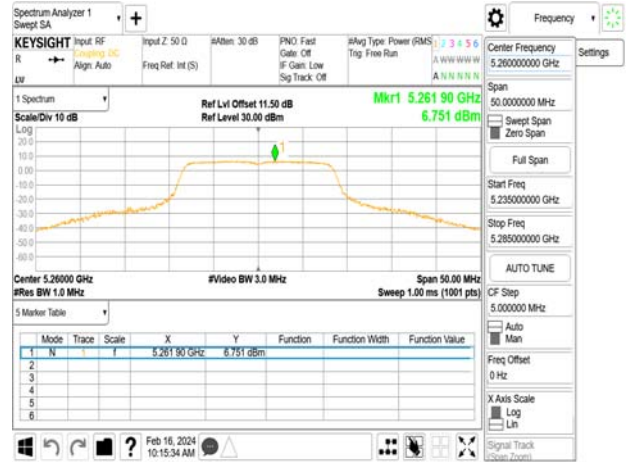 Spectrum Analyzer 1
Swept SA
+
Frequency
KEYSIGHT
R
Input: RF
Coupling: DC
Align: Auto
Input Z: 50 Ω
Freq Ref: Int (S)
#Atten: 30 dB
PNO: Fast
Gate: Off
IF Gain: Low
Sig Track: Off
#Avg Type: Power (RMS
Trig: Free Run
1 2 3 4 5 6
A W W W W W
A N N N N N
Center Frequency
5.260000000 GHz
Settings
Span
50.0000000 MHz
Swept Span
Zero Span
Full Span
Start Freq
5.235000000 GHz
Stop Freq
5.285000000 GHz
AUTO TUNE
CF Step
5.000000 MHz
Auto
Man
Freq Offset
0 Hz
X Axis Scale
Log
Lin
Signal Track
(Span Zoom)
1 Spectrum
Scale/Div 10 dB
Ref Lvl Offset 11.50 dB
Ref Level 30.00 dBm
Mkr1 5.261 90 GHz
6.751 dBm
Log
20.0
10.0
0.00
-10.0
-20.0
-30.0
-40.0
-50.0
-60.0
1
Center 5.26000 GHz
#Res BW 1.0 MHz
#Video BW 3.0 MHz
Span 50.00 MHz
Sweep 1.00 ms (1001 pts)
5 Marker Table
Mode Trace Scale X Y Function Function Width Function Value
1 N 1 f 5.261 90 GHz 6.751 dBm
2
3
4
5
6
?
Feb 16, 2024
10:15:34 AM